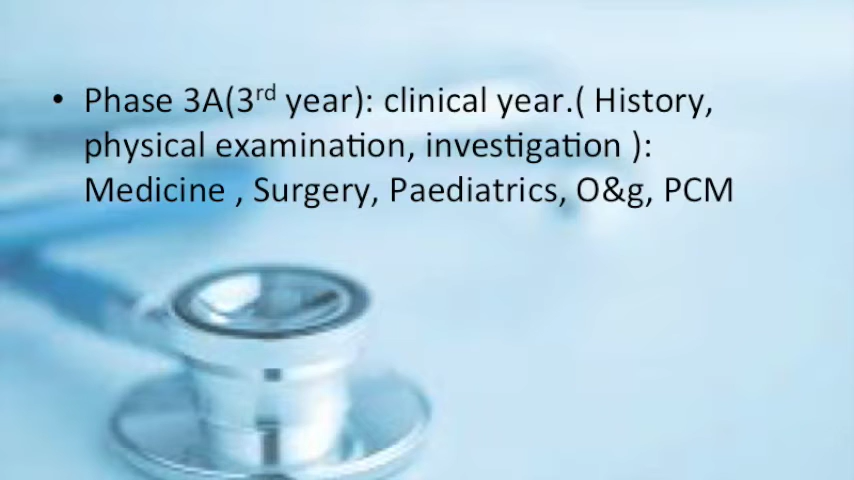 • Phase 3A(3rd year): clinical year.( History,
physical examination, investigation ):
Medicine , Surgery, Paediatrics, O&g, PCM